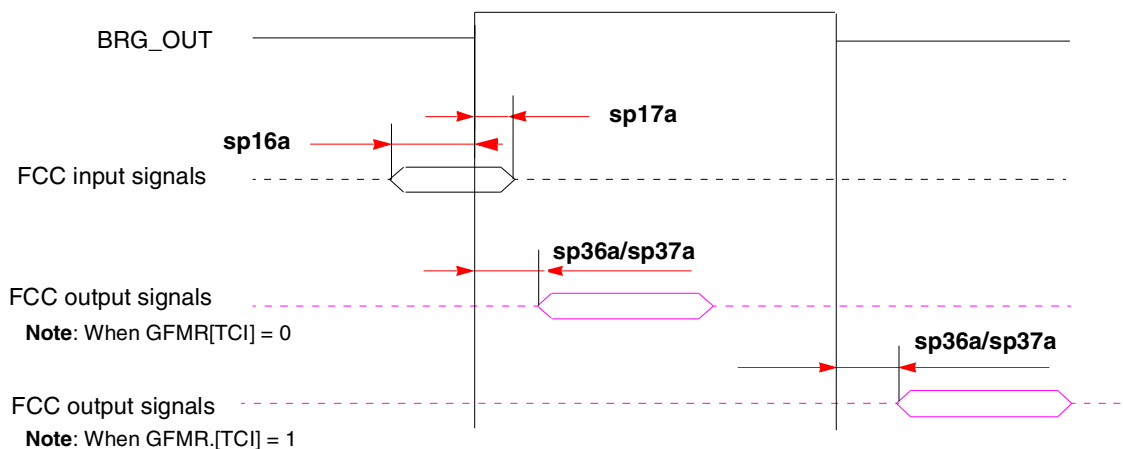 BRG_OUT
sp17a
sp16a
FCC input signals
sp36a/sp37a
FCC output signals
Note: When GFMR[TCI] = 0
sp36a/sp37a
FCC output signals
Note: When GFMR.[TCI] = 1